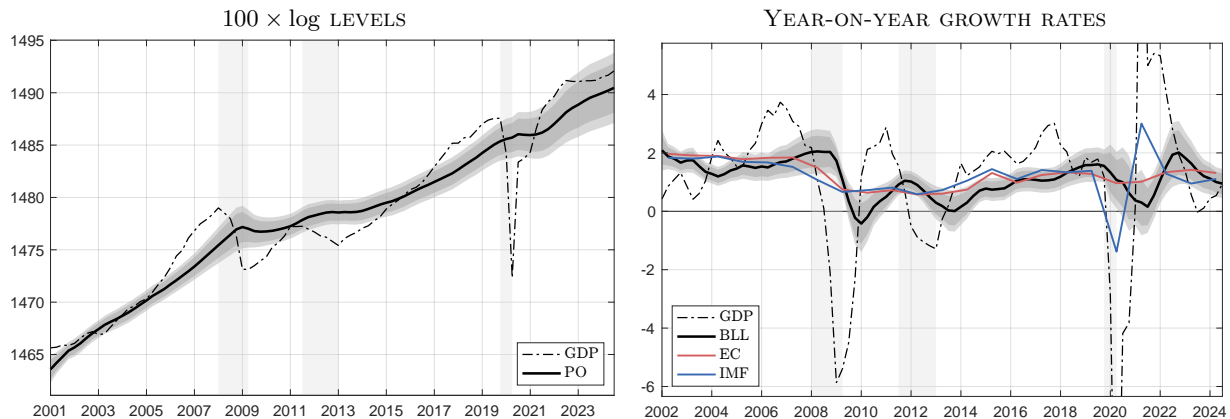 100 × log LEVELS
1495
1490
1485
1480
1475
1470
1465
2001 2003 2005 2007 2009 2011 2013 2015 2017 2019 2021 2023
GDP
PO
YEAR-ON-YEAR GROWTH RATES
4
2
0
-2
-4
-6
2002 2004 2006 2008 2010 2012 2014 2016 2018 2020 2022 2024
GDP
BLL
EC
IMF